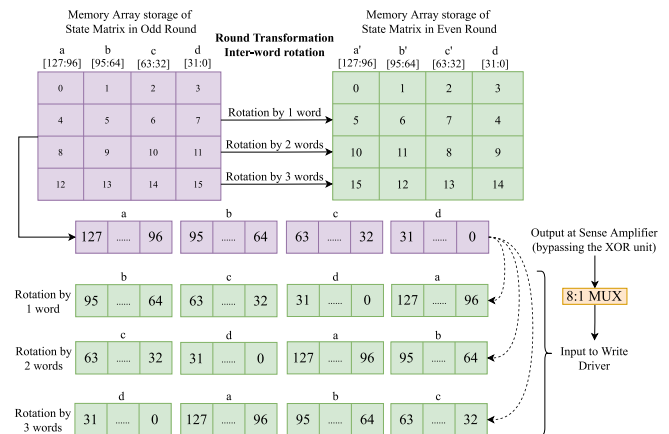 Memory Array storage of
State Matrix in Odd Round
Round Transformation
Inter-word rotation
Memory Array storage of
State Matrix in Even Round
a b c d
[127:96] [95:64] [63:32] [31:0]
a' b' c' d
[127:96] [95:64] [63:32] [31:0]
0 1 2 3
0 1 2 3
4 5 6 7
Rotation by 1 word
5 6 7 4
8 9 10 11
Rotation by 2 words
10 11 8 9
12 13 14 15
Rotation by 3 words
15 12 13 14
a b c d
127 ...... 96 95 ...... 64 63 ...... 32 31 ...... 0
Output at Sense Amplifier
(bypassing the XOR unit)
8:1 MUX
Input to Write
Driver
b c d a
Rotation by
1 word
95 ...... 64 63 ...... 32 31 ...... 0 127 ...... 96
c d a b
Rotation by
2 words
63 ...... 32 31 ...... 0 127 ...... 96 95 ...... 64
d a b c
Rotation by
3 words
31 ...... 0 127 ...... 96 95 ...... 64 63 ...... 32